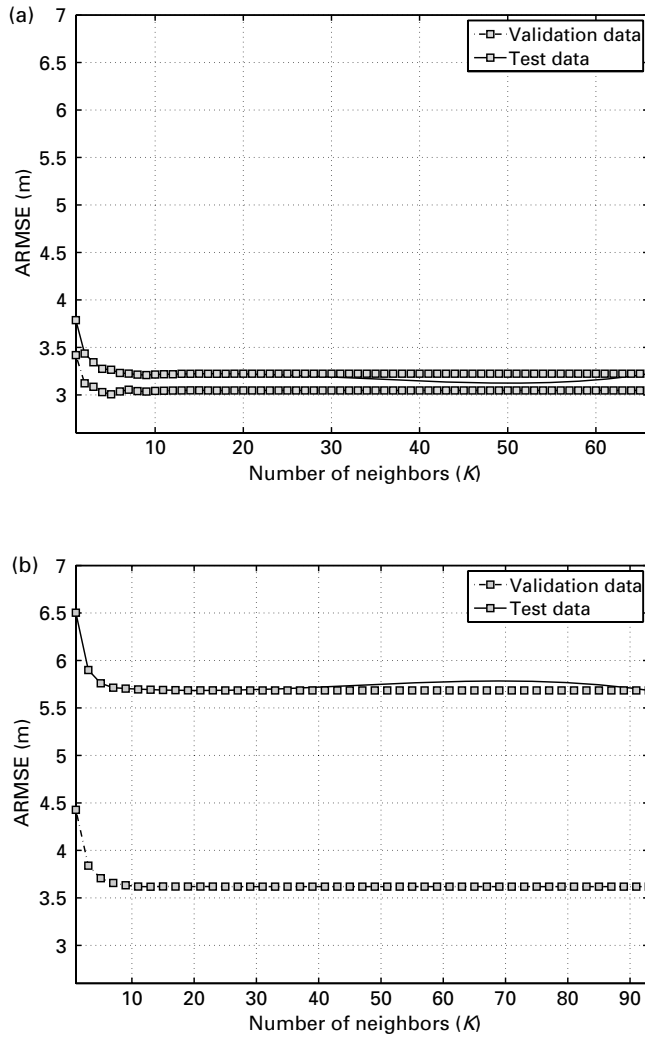 (a)
7
6.5
6
5.5
5
4.5
4
3.5
3
ARMSE (m)
Validation data
Test data
10 20 30 40 50 60
Number of neighbors (K)
(b)
7
6.5
6
5.5
5
4.5
4
3.5
3
ARMSE (m)
Validation data
Test data
10 20 30 40 50 60 70 80 90
Number of neighbors (K)